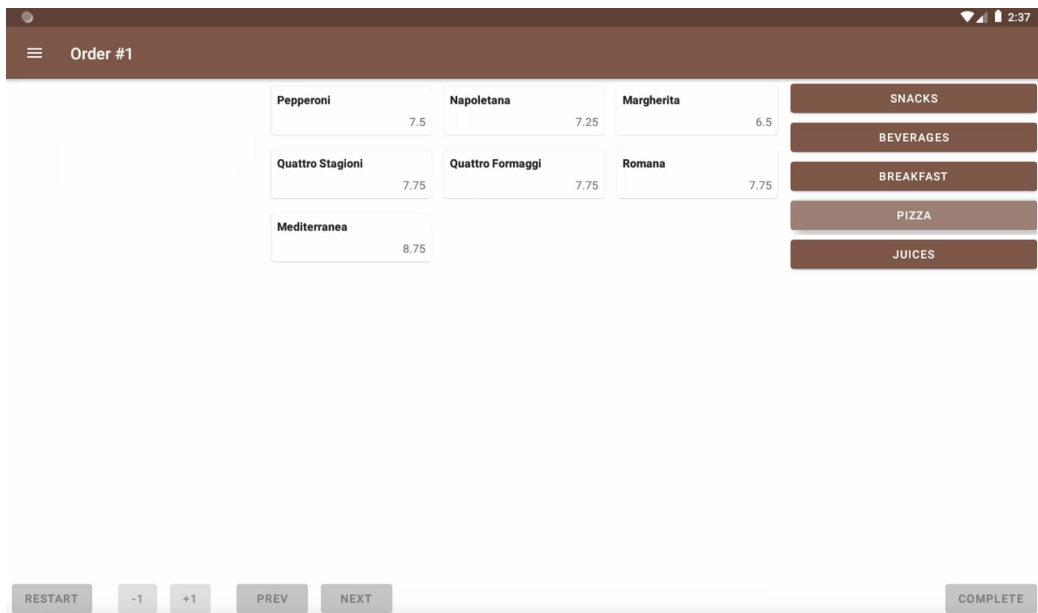 2:37
Order #1
Pepperoni
7.5
Napoletana
7.25
Margherita
6.5
Quattro Stagioni
7.75
Quattro Formaggi
7.75
Romana
7.75
Mediterranea
8.75
SNACKS
BEVERAGES
BREAKFAST
PIZZA
JUICES
RESTART
-1
+1
PREV
NEXT
COMPLETE